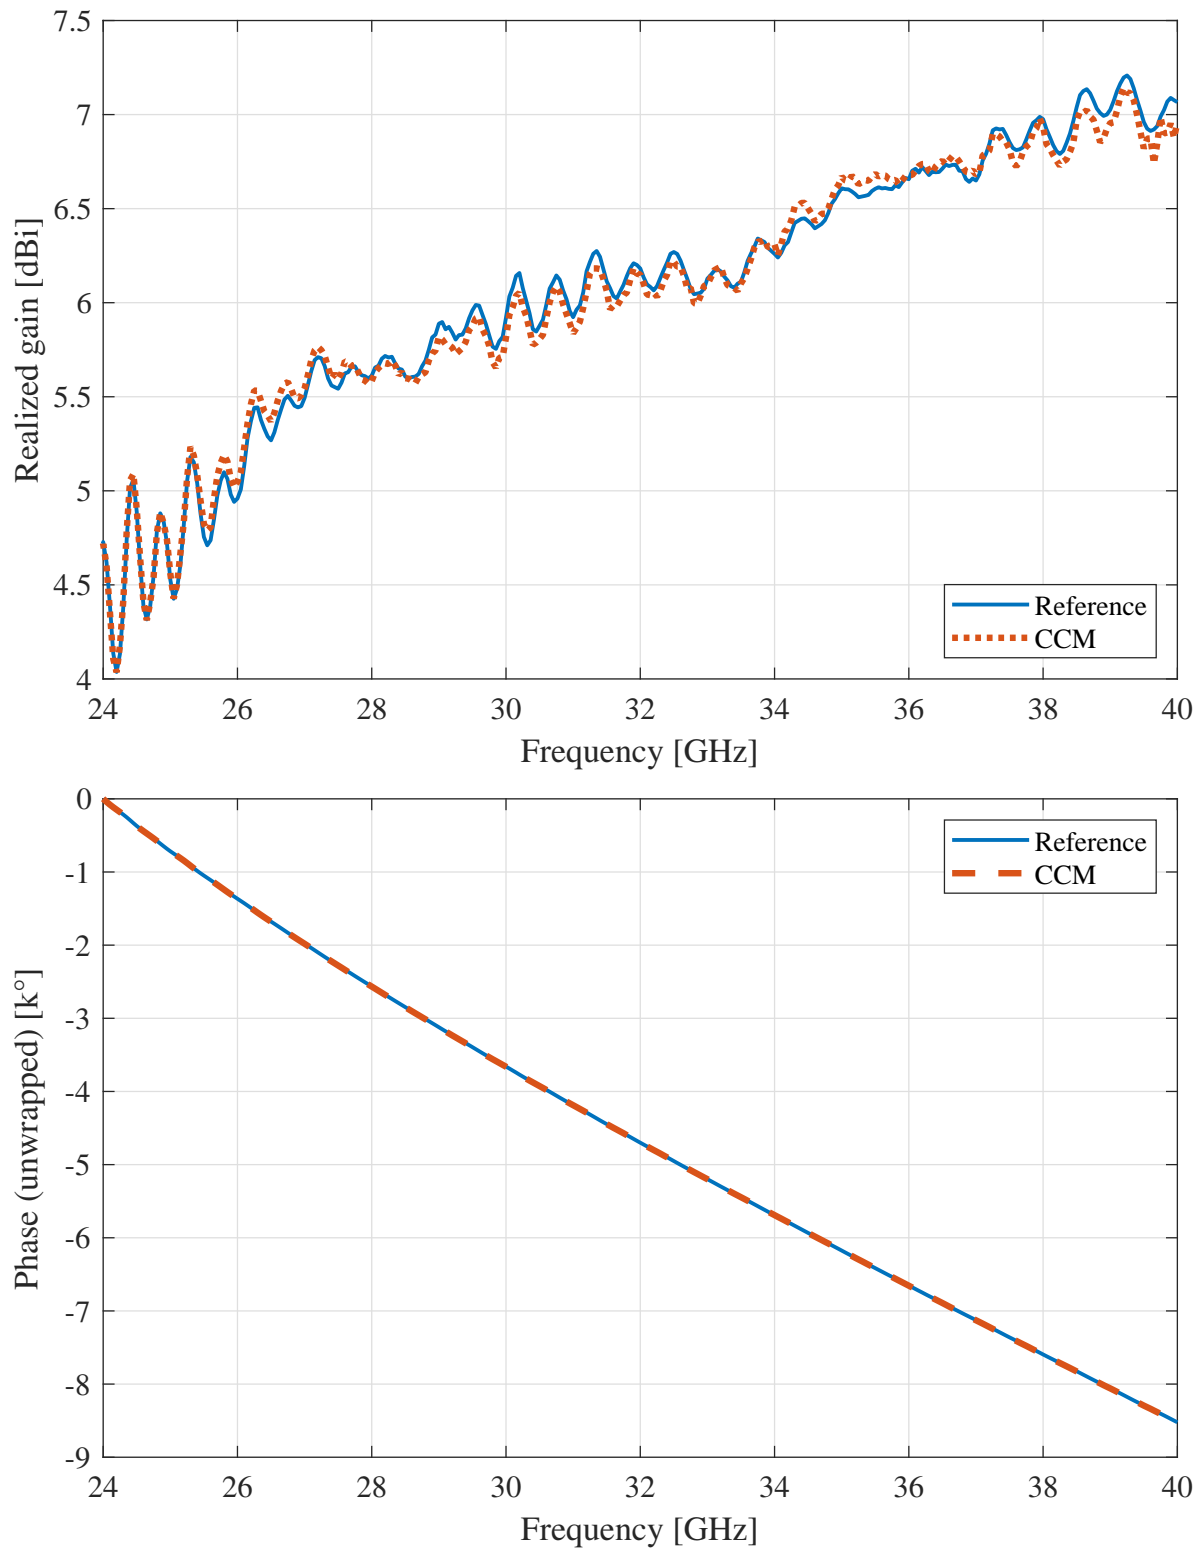 7.5
7
6.5
6
5.5
5
4.5
4
Realized gain [dBi]
Reference
CCM
24 26 28 30 32 34 36 38 40
Frequency [GHz]
0
-1
-2
-3
-4
-5
-6
-7
-8
-9
Phase (unwrapped) [k°]
Reference
CCM
24 26 28 30 32 34 36 38 40
Frequency [GHz]